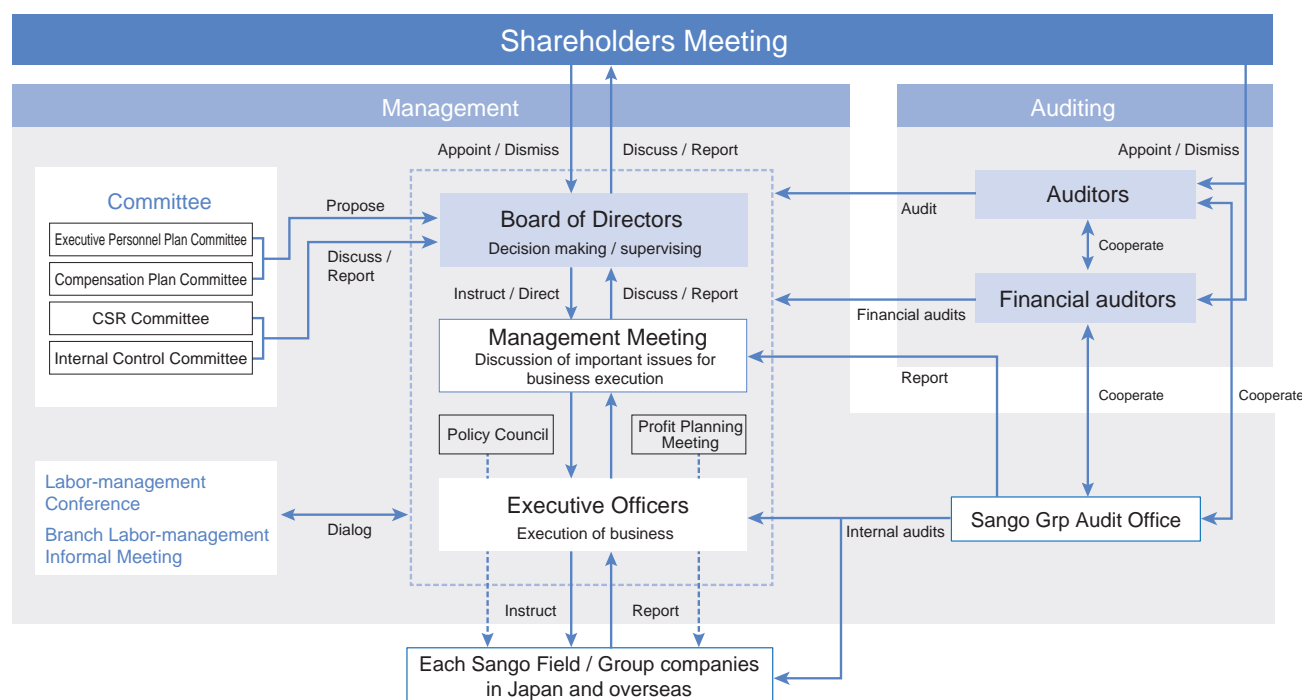 Shareholders Meeting
Management
Auditing
Appoint / Dismiss
Discuss / Report
Appoint / Dismiss
Committee
Executive Personnel Plan Committee
Compensation Plan Committee
CSR Committee
Internal Control Committee
Propose
Discuss /
Report
Board of Directors
Decision making / supervising
Audit
Auditors
Cooperate
Financial auditors
Financial audits
Instruct / Direct
Discuss / Report
Management Meeting
Discussion of important issues for
business execution
Report
Cooperate
Cooperate
Policy Council
Profit Planning
Meeting
Labor-management
Conference
Branch Labor-management
Informal Meeting
Dialog
Executive Officers
Execution of business
Internal audits
Sango Grp Audit Office
Instruct
Report
Each Sango Field / Group companies
in Japan and overseas